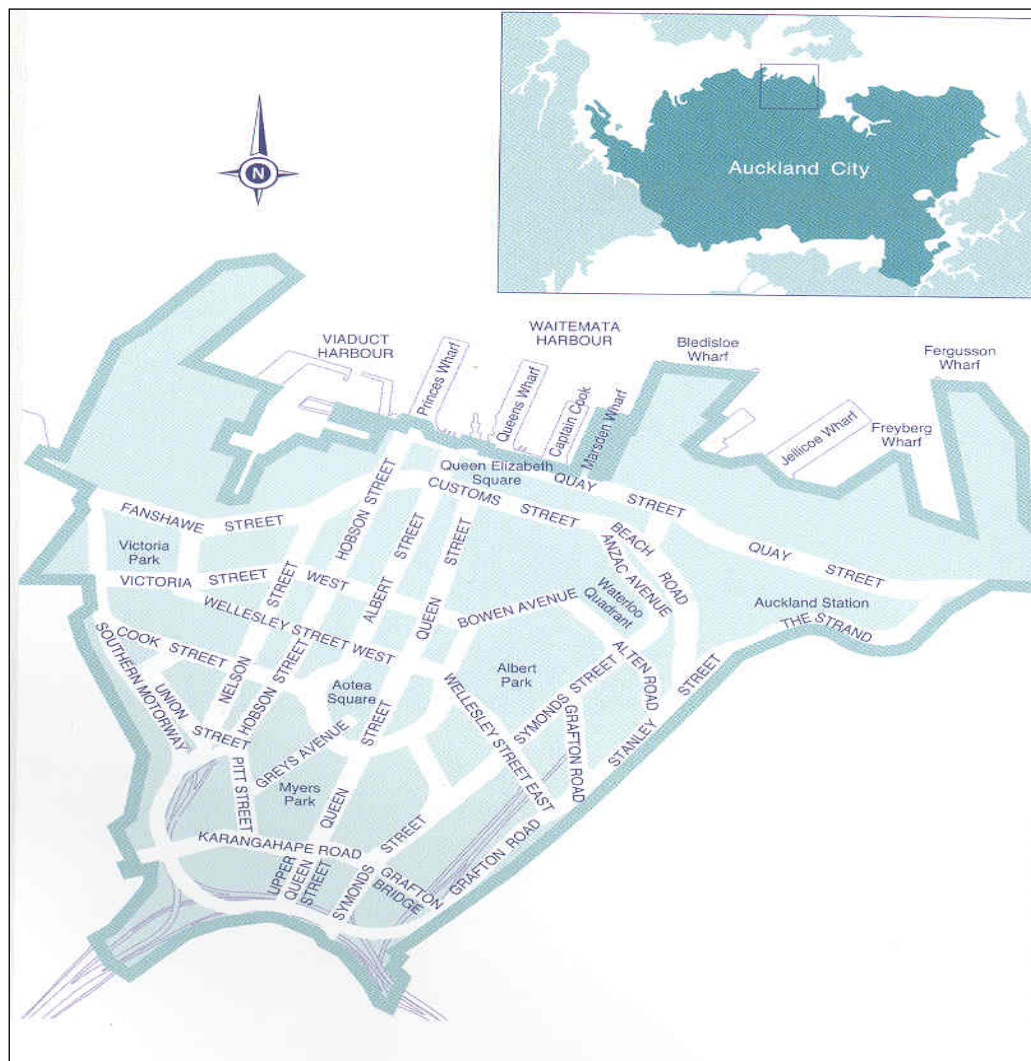 Auckland City
N
VIADUCT
HARBOUR
WAITEMATA
HARBOUR
Bledisloe
Wharf
Fergusson
Wharf
Princes Wharf
Queens Wharf
Captain Cook
Marsden Wharf
Jellicoe Wharf
Freyberg
Wharf
Queen Elizabeth
Square
QUAY STREET
CUSTOMS STREET
FANSHAWE STREET
HOBSON STREET
ALBERT STREET
QUEEN STREET
BEACH ROAD
ANZAC AVENUE
QUAY STREET
Victoria
Park
VICTORIA STREET WEST
Waterloo
Quadrant
Auckland Station
THE STRAND
WELLESLEY STREET WEST
BOWEN AVENUE
COOK STREET
SOUTHERN MOTORWAY
UNION STREET
NELSON STREET
HOBSON STREET
Aotea
Square
Albert
Park
SYMONDS STREET
ALTEN ROAD
GRAFTON ROAD
STANLEY STREET
WELLESLEY STREET EAST
PITT STREET
GREYS AVENUE
Myers
Park
QUEEN STREET
KARANGAHAPE ROAD
UPPER
QUEEN
STREET
SYMONDS STREET
GRAFTON
BRIDGE
GRAFTON ROAD